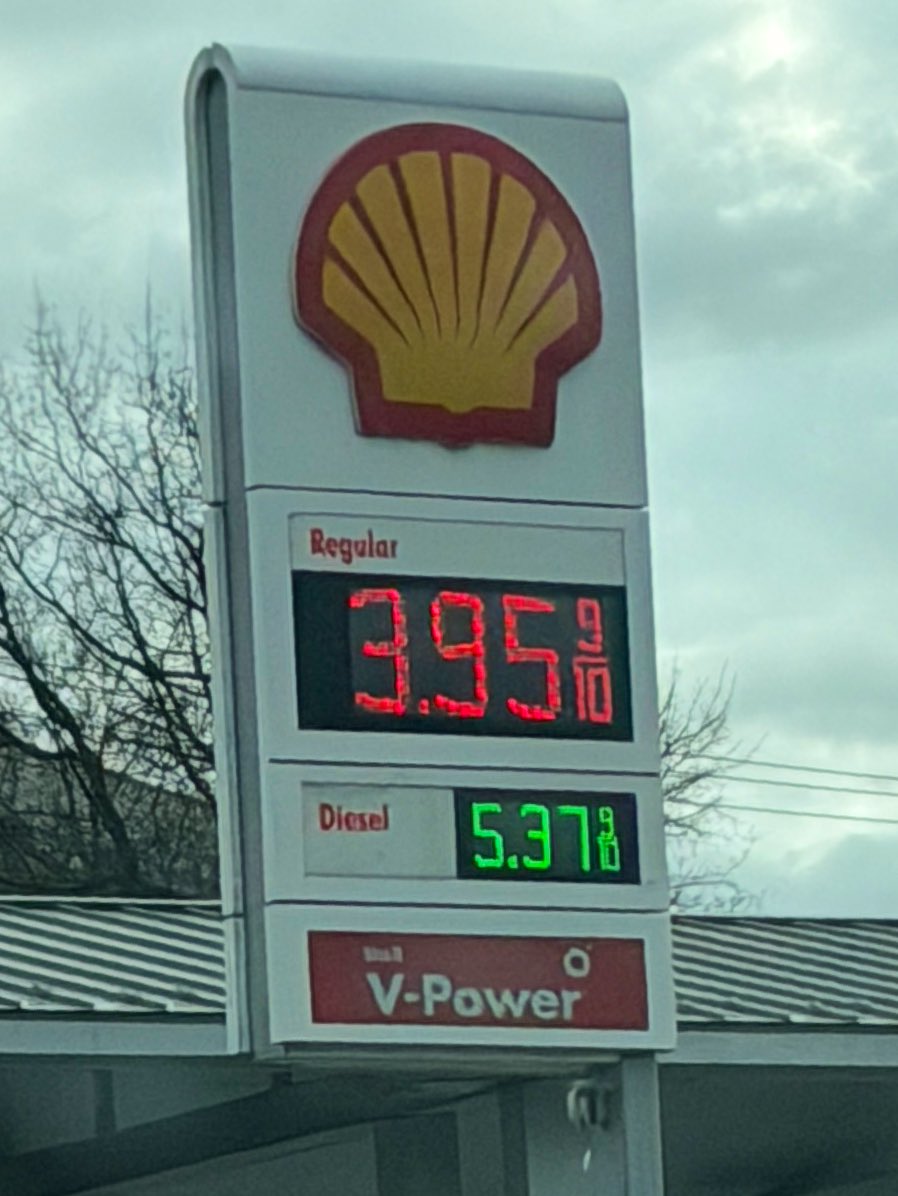 Regular
3.95 9/10
Diesel
5.37 9/10
V-Power